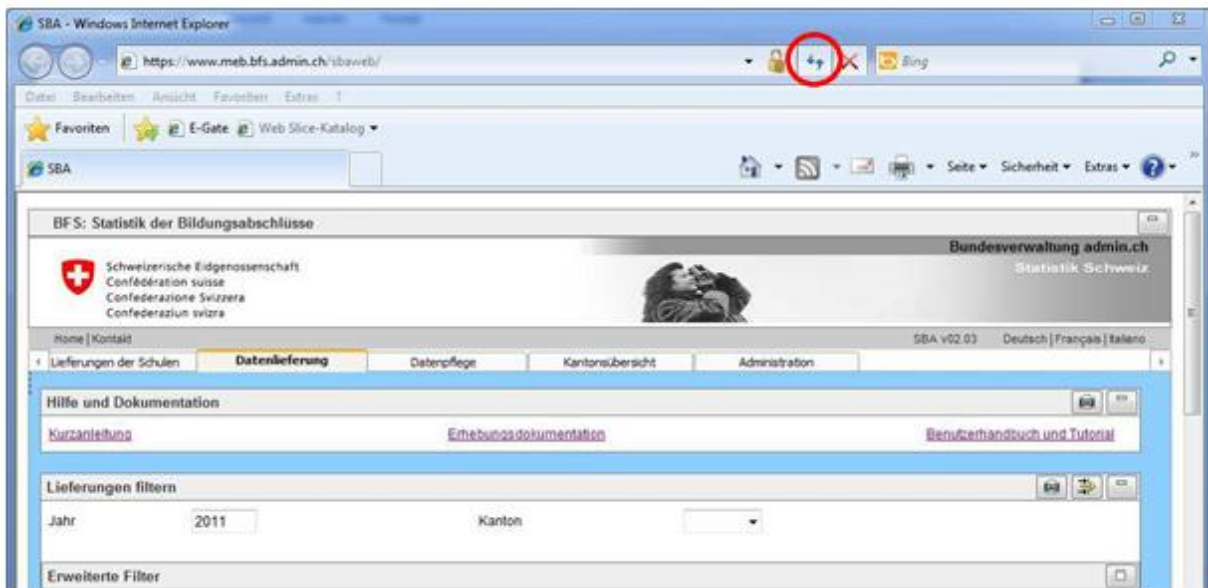 SBA - Windows Internet Explorer
https://www.meb.bfs.admin.ch/sbaweb/
Bing
Datei Bearbeiten Ansicht Favoriten Extras ?
Favoriten E-Gate Web Slice-Katalog
SBA Seite Sicherheit Extras
BFS: Statistik der Bildungsabschlüsse
Bundesverwaltung admin.ch
Schweizerische Eidgenossenschaft
Statistik Schweiz
Confédération suisse
Confederazione Svizzera
Confederaziun svizra
Home | Kontakt SBA v02.03 Deutsch | Français | Italiano
Lieferungen der Schulen Datenlieferung Datenpflege Kantonsübersicht Administration
Hilfe und Dokumentation
Kurzanleitung Erhebungsdokumentation Benutzerhandbuch und Tutorial
Lieferungen filtern
Jahr 2011 Kanton
Erweiterte Filter